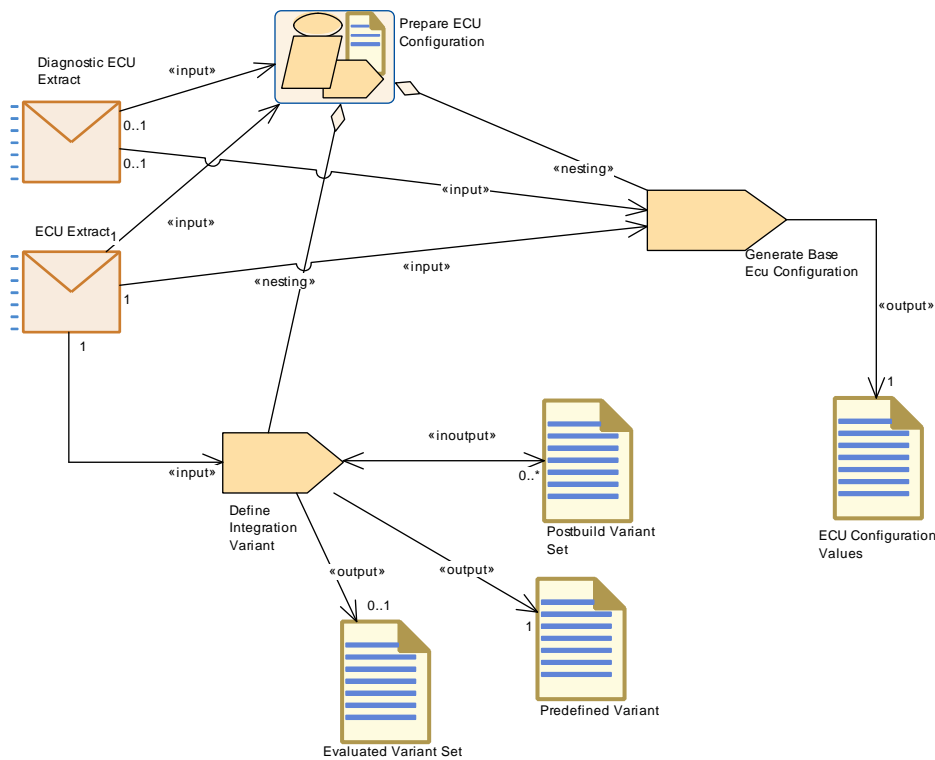 Prepare ECU
Configuration
Diagnostic ECU
Extract
«input»
0..1
0..1
«nesting»
«input»
«input»
ECU Extract
1
«input»
Generate Base
Ecu Configuration
«nesting»
1
«output»
1
1
«inoutput»
«input»
0..*
Define
Integration
Variant
Postbuild Variant
Set
ECU Configuration
Values
«output»
«output»
0..1
1
Predefined Variant
Evaluated Variant Set